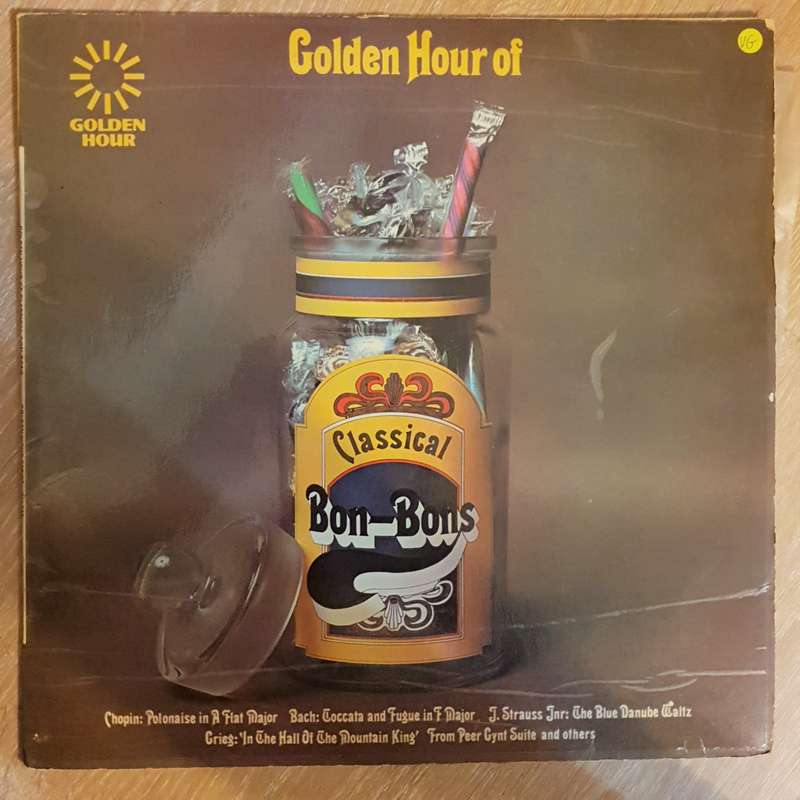 Golden Hour of
VG
GOLDEN
HOUR
Classical
Bon-Bons
Chopin: Polonaise in A Flat Major Bach: Toccata and Fugue in F Major J. Strauss Jnr: The Blue Danube Waltz
Grieg: 'In The Hall Of The Mountain King' From Peer Gynt Suite and others